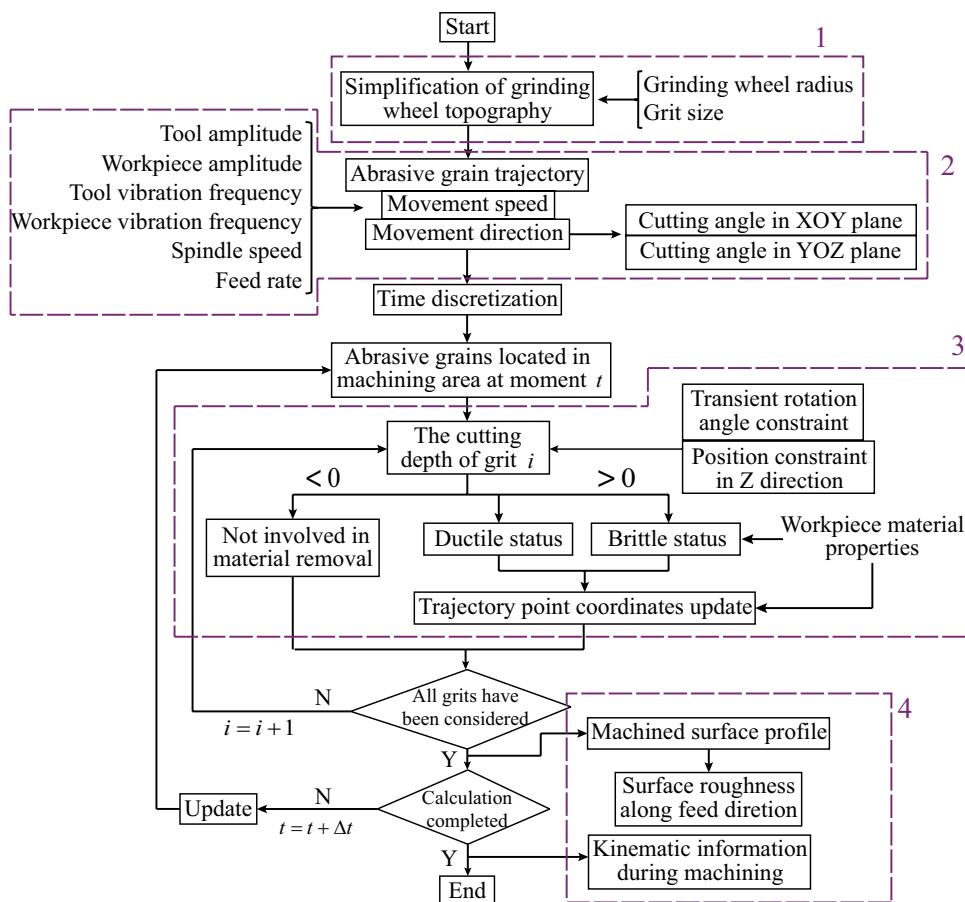 Start
1
Simplification of grinding
wheel topography
Grinding wheel radius
Grit size
Tool amplitude
Workpiece amplitude
Tool vibration frequency
Workpiece vibration frequency
Spindle speed
Feed rate
2
Abrasive grain trajectory
Movement speed
Movement direction
Cutting angle in XOY plane
Cutting angle in YOZ plane
Time discretization
3
Abrasive grains located in
machining area at moment t
Transient rotation
angle constraint
Position constraint
in Z direction
The cutting
depth of grit i
< 0
> 0
Not involved in
material removal
Ductile status
Brittle status
Workpiece material
properties
Trajectory point coordinates update
All grits have
been considered
N
i = i + 1
Y
4
Machined surface profile
Surface roughness
along feed diretion
Calculation
completed
N
t = t + Δt
Update
Y
Kinematic information
during machining
End